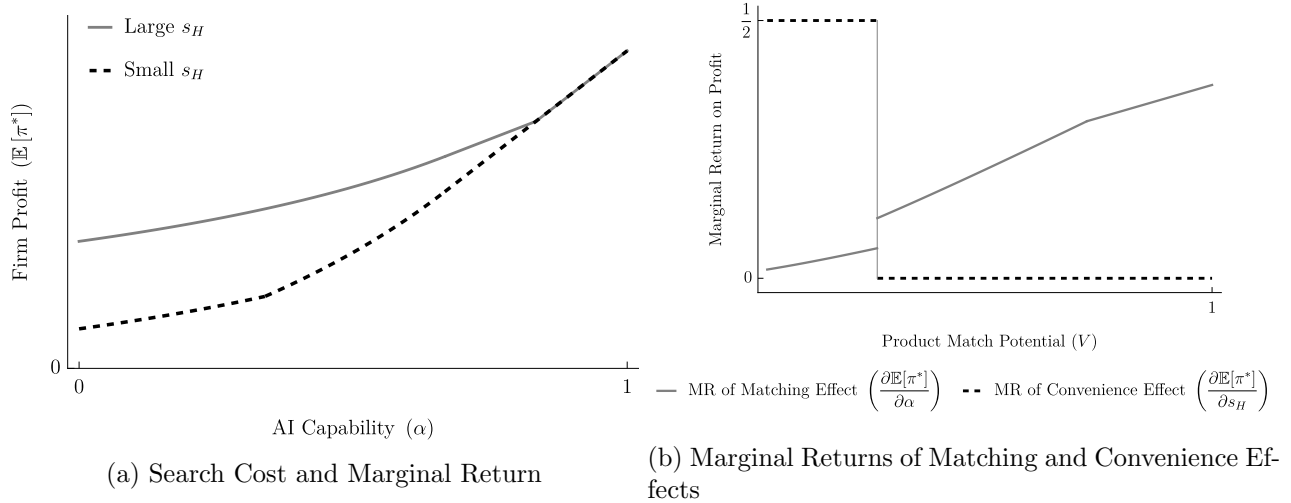 Large s_H
Small s_H
Firm Profit (𝔼[π*])
0
0
1
AI Capability (α)
(a) Search Cost and Marginal Return
1/2
0
Marginal Return on Profit
1
Product Match Potential (V)
MR of Matching Effect (∂𝔼[π*]/∂α)
MR of Convenience Effect (∂𝔼[π*]/∂s_H)
(b) Marginal Returns of Matching and Convenience Ef-
fects